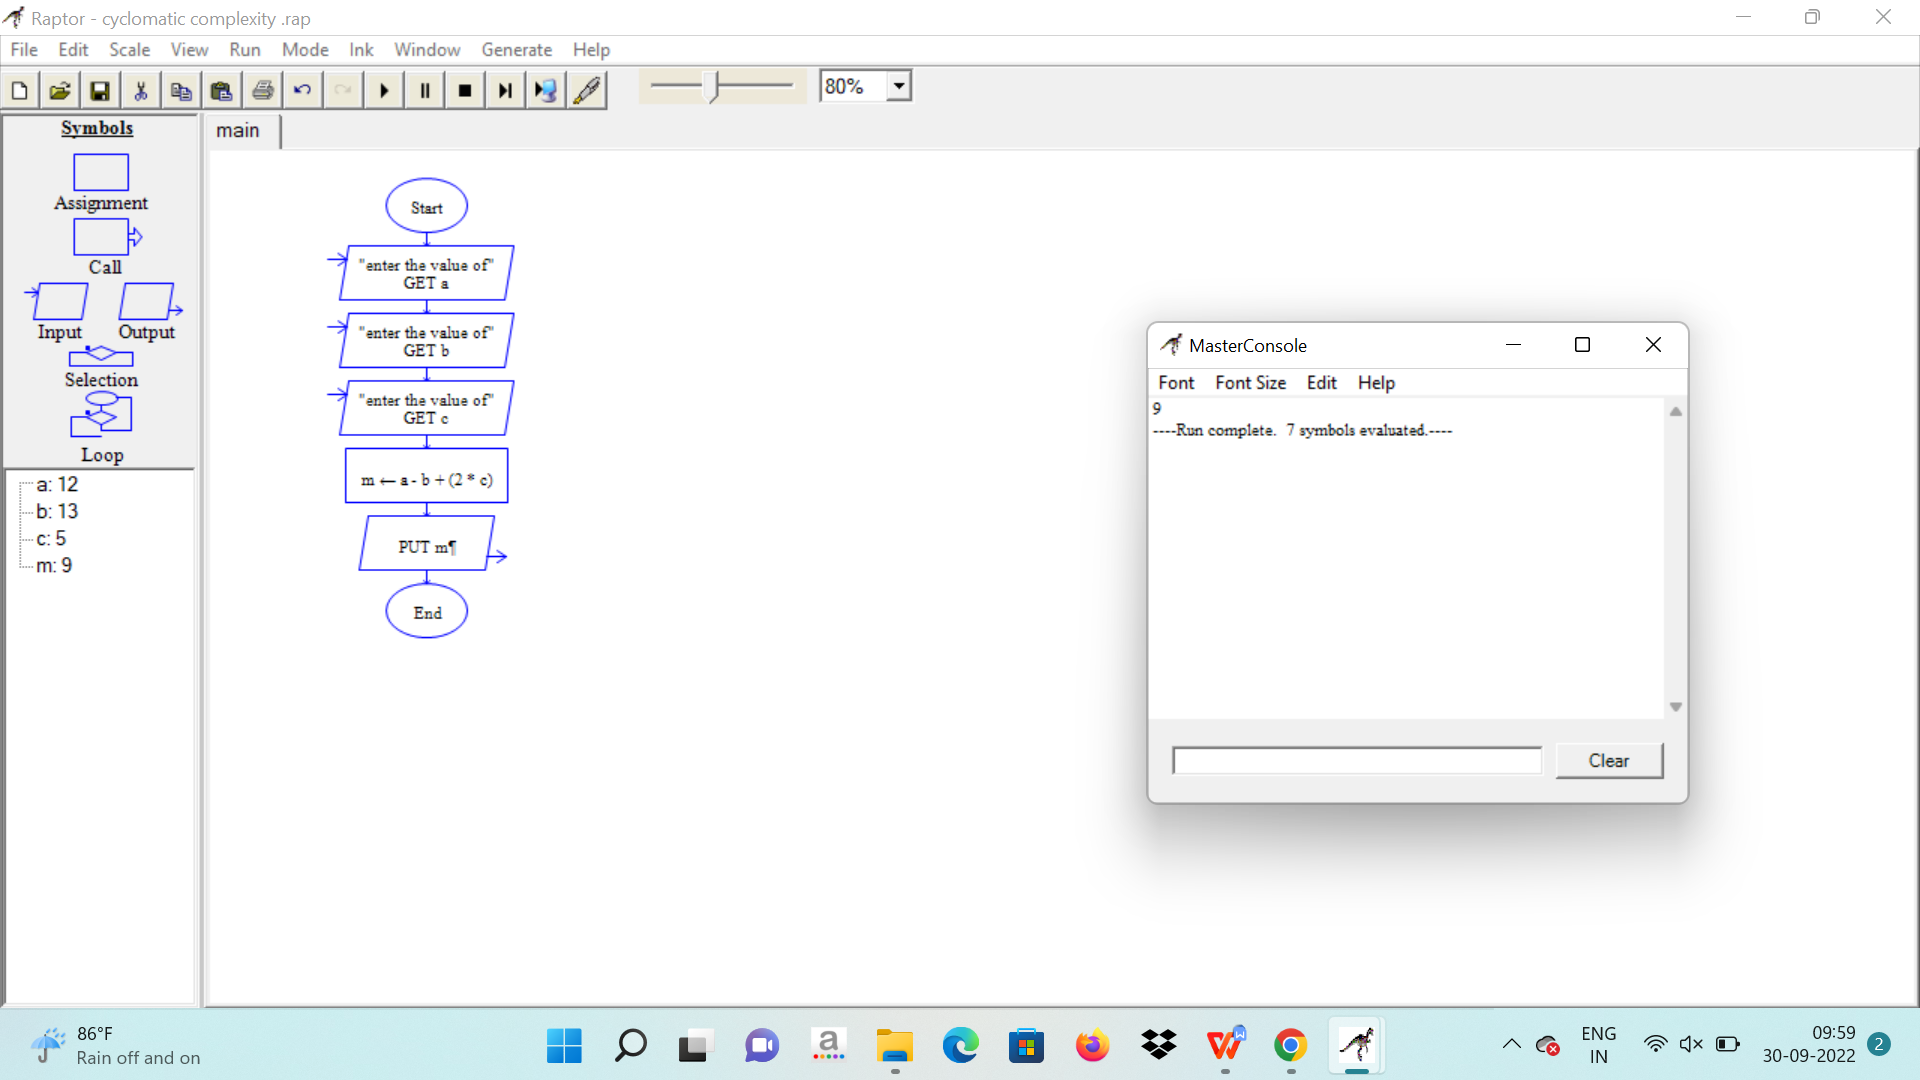 Raptor - cyclomatic complexity .rap
File Edit Scale View Run Mode Ink Window Generate Help
80%
Symbols
Assignment
Call
Input Output
Selection
Loop
a: 12
b: 13
c: 5
m: 9
main
Start
"enter the value of"
GET a
"enter the value of"
GET b
"enter the value of"
GET c
m ← a - b + (2 * c)
PUT m¶
End
MasterConsole
Font Font Size Edit Help
9
----Run complete. 7 symbols evaluated.----
Clear
86°F
Rain off and on
a
W
ENG
IN
09:59
30-09-2022
2